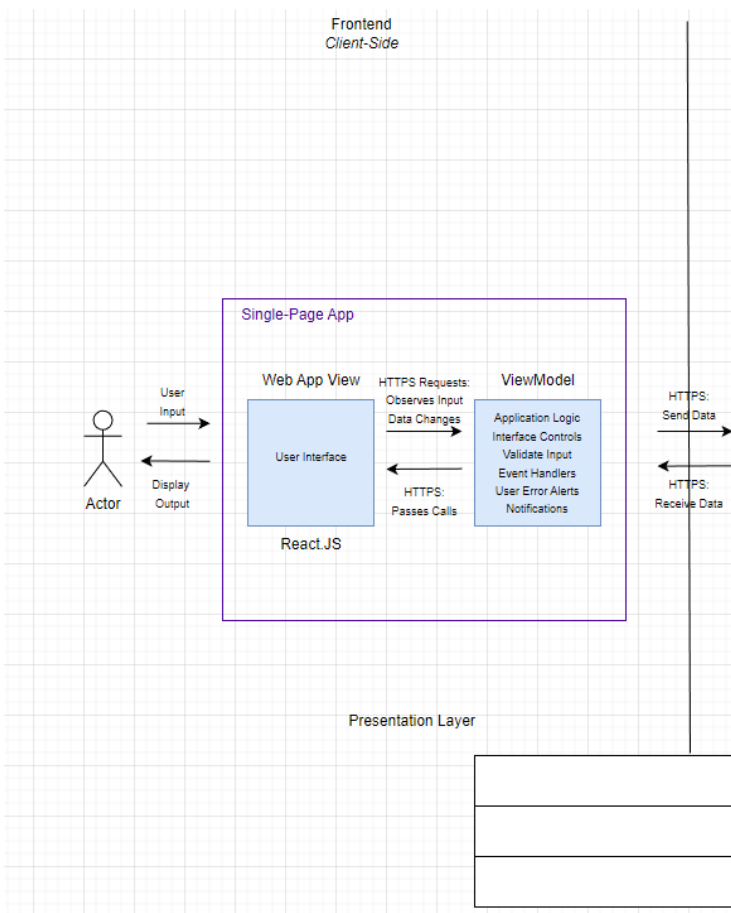 Frontend
Client-Side
Single-Page App
Web App View
HTTPS Requests:
Observes Input
Data Changes
ViewModel
User
Input
User Interface
Application Logic
Interface Controls
Validate Input
Event Handlers
User Error Alerts
Notifications
HTTPS:
Send Data
Actor
Display
Output
HTTPS:
Passes Calls
HTTPS:
Receive Data
React.JS
Presentation Layer